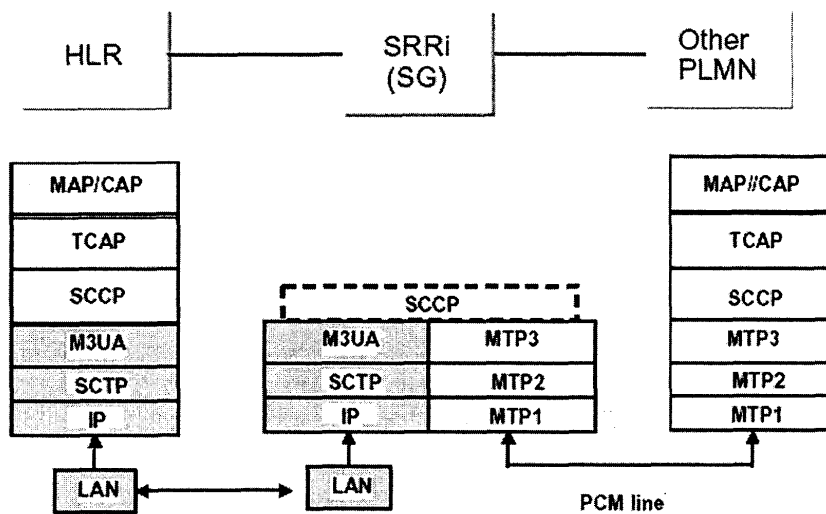 HLR
SRRi
(SG)
Other
PLMN
MAP/CAP
TCAP
SCCP
M3UA
SCTP
IP
LAN
SCCP
M3UA
MTP3
SCTP
MTP2
IP
MTP1
LAN
PCM line
MAP//CAP
TCAP
SCCP
MTP3
MTP2
MTP1